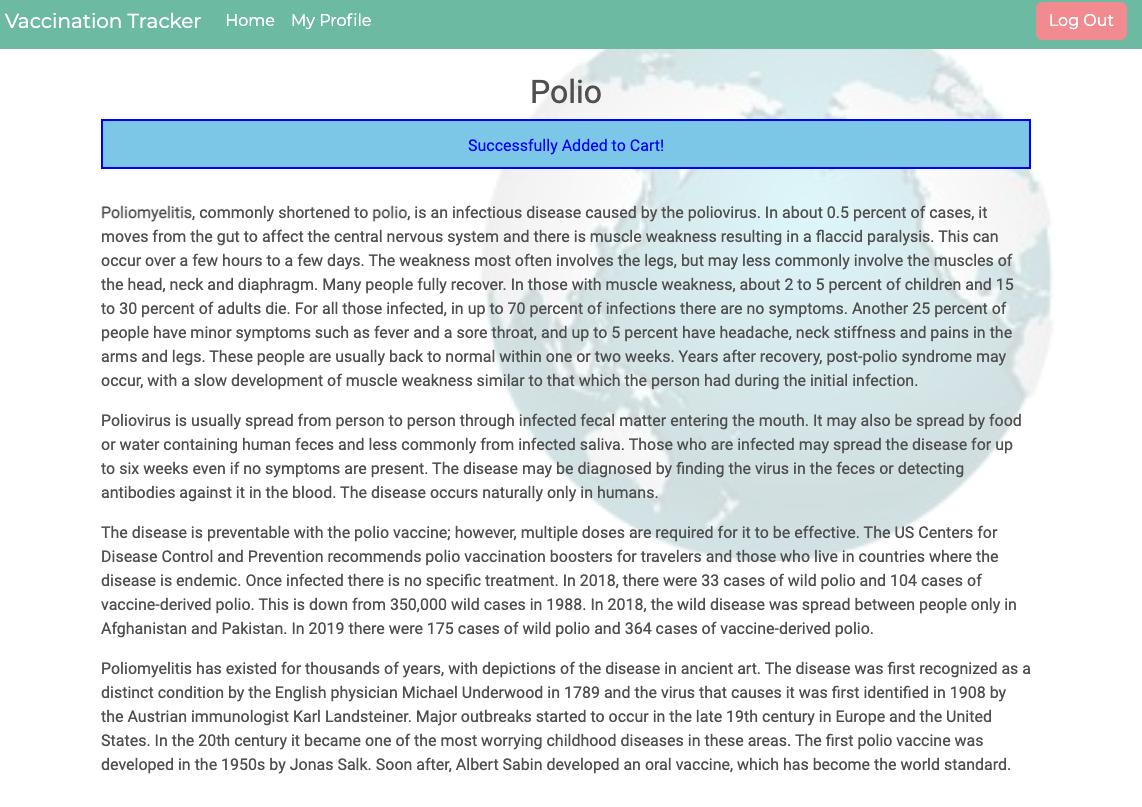 Vaccination Tracker Home My Profile Log Out
Polio
Successfully Added to Cart!
Poliomyelitis, commonly shortened to polio, is an infectious disease caused by the poliovirus. In about 0.5 percent of cases, it
moves from the gut to affect the central nervous system and there is muscle weakness resulting in a flaccid paralysis. This can
occur over a few hours to a few days. The weakness most often involves the legs, but may less commonly involve the muscles of
the head, neck and diaphragm. Many people fully recover. In those with muscle weakness, about 2 to 5 percent of children and 15
to 30 percent of adults die. For all those infected, in up to 70 percent of infections there are no symptoms. Another 25 percent of
people have minor symptoms such as fever and a sore throat, and up to 5 percent have headache, neck stiffness and pains in the
arms and legs. These people are usually back to normal within one or two weeks. Years after recovery, post-polio syndrome may
occur, with a slow development of muscle weakness similar to that which the person had during the initial infection.
Poliovirus is usually spread from person to person through infected fecal matter entering the mouth. It may also be spread by food
or water containing human feces and less commonly from infected saliva. Those who are infected may spread the disease for up
to six weeks even if no symptoms are present. The disease may be diagnosed by finding the virus in the feces or detecting
antibodies against it in the blood. The disease occurs naturally only in humans.
The disease is preventable with the polio vaccine; however, multiple doses are required for it to be effective. The US Centers for
Disease Control and Prevention recommends polio vaccination boosters for travelers and those who live in countries where the
disease is endemic. Once infected there is no specific treatment. In 2018, there were 33 cases of wild polio and 104 cases of
vaccine-derived polio. This is down from 350,000 wild cases in 1988. In 2018, the wild disease was spread between people only in
Afghanistan and Pakistan. In 2019 there were 175 cases of wild polio and 364 cases of vaccine-derived polio.
Poliomyelitis has existed for thousands of years, with depictions of the disease in ancient art. The disease was first recognized as a
distinct condition by the English physician Michael Underwood in 1789 and the virus that causes it was first identified in 1908 by
the Austrian immunologist Karl Landsteiner. Major outbreaks started to occur in the late 19th century in Europe and the United
States. In the 20th century it became one of the most worrying childhood diseases in these areas. The first polio vaccine was
developed in the 1950s by Jonas Salk. Soon after, Albert Sabin developed an oral vaccine, which has become the world standard.